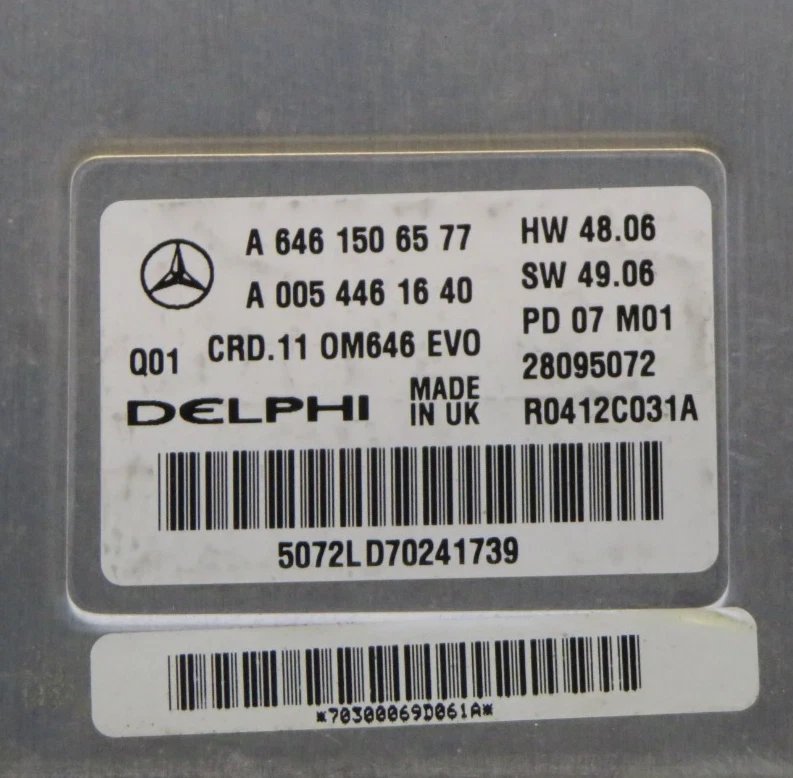 A 646 150 65 77
HW 48.06
A 005 446 16 40
SW 49.06
PD 07 M01
Q01 CRD.11 OM646 EVO
28095072
DELPHI
MADE
IN UK
R0412C031A
5072LD70241739
*70300069D061A*